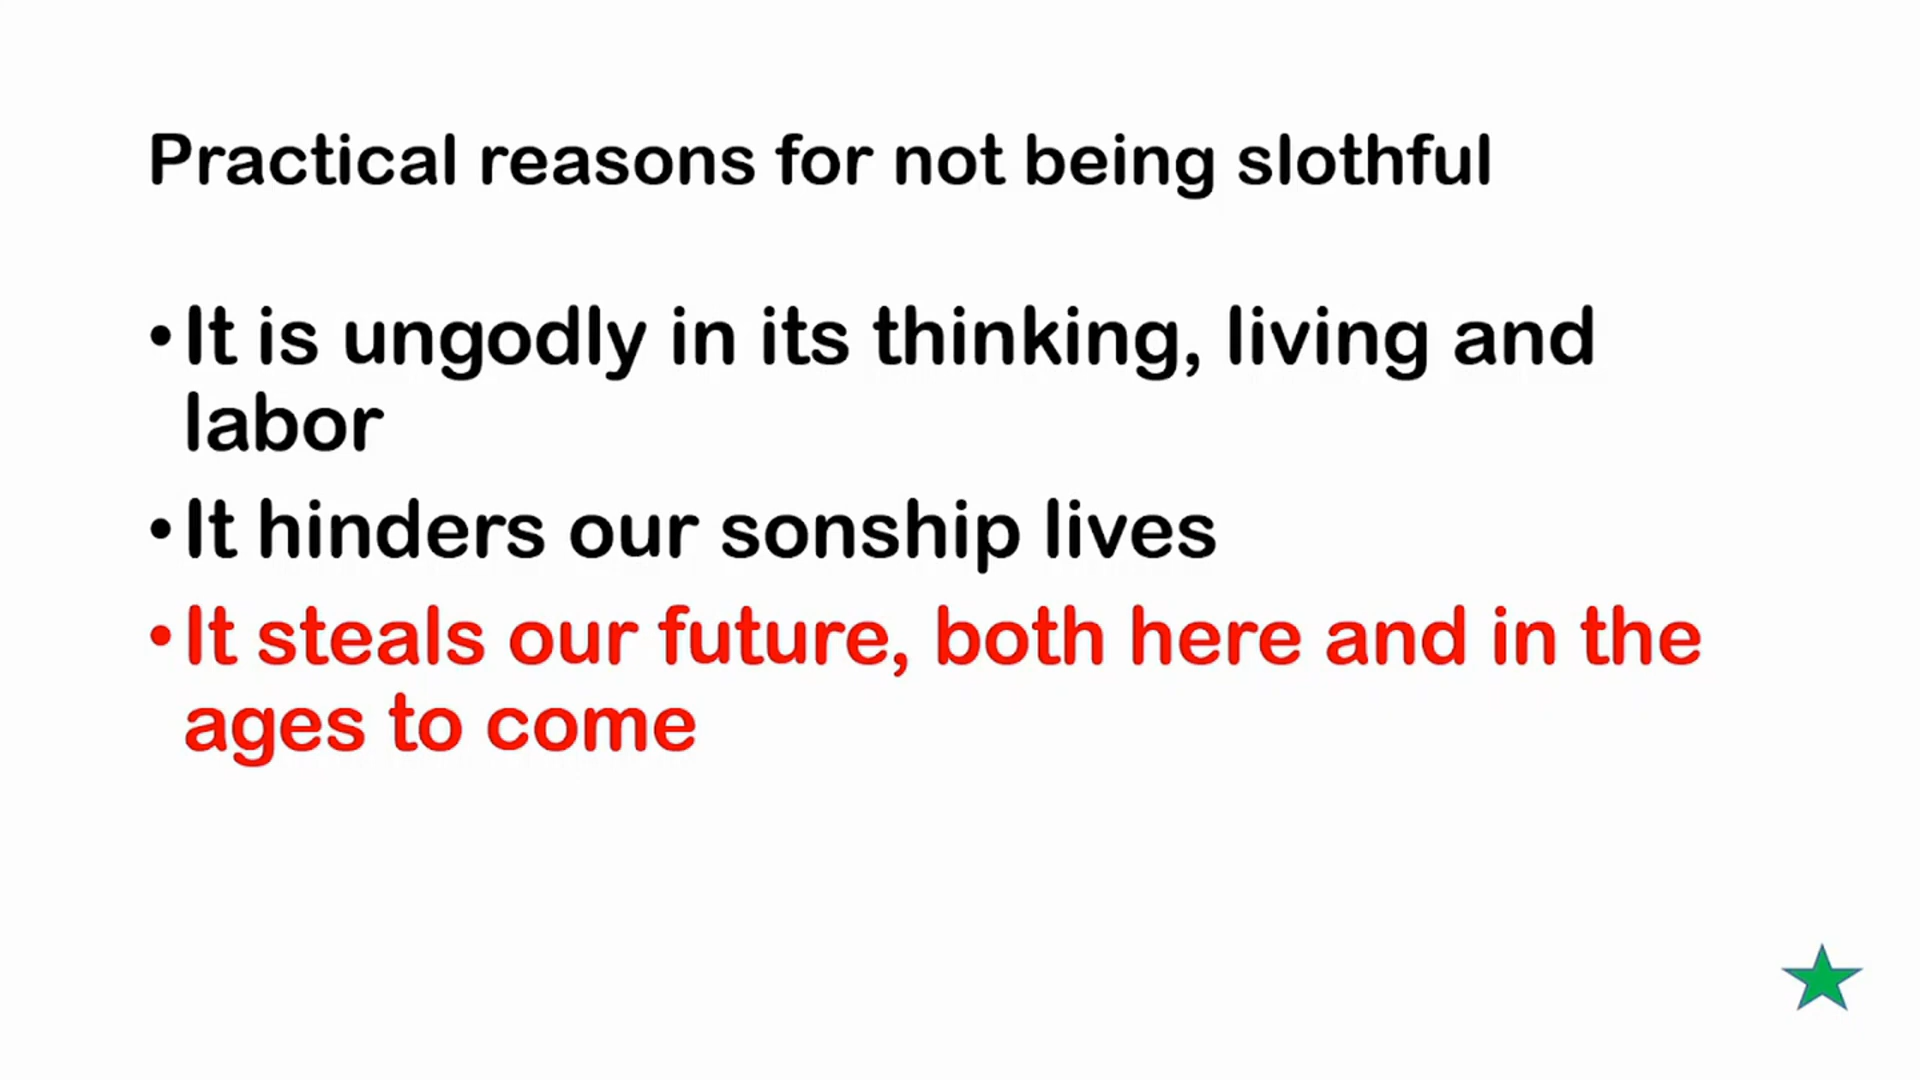 Practical reasons for not being slothful
•It is ungodly in its thinking, living and
labor
•It hinders our sonship lives
•It steals our future, both here and in the
ages to come